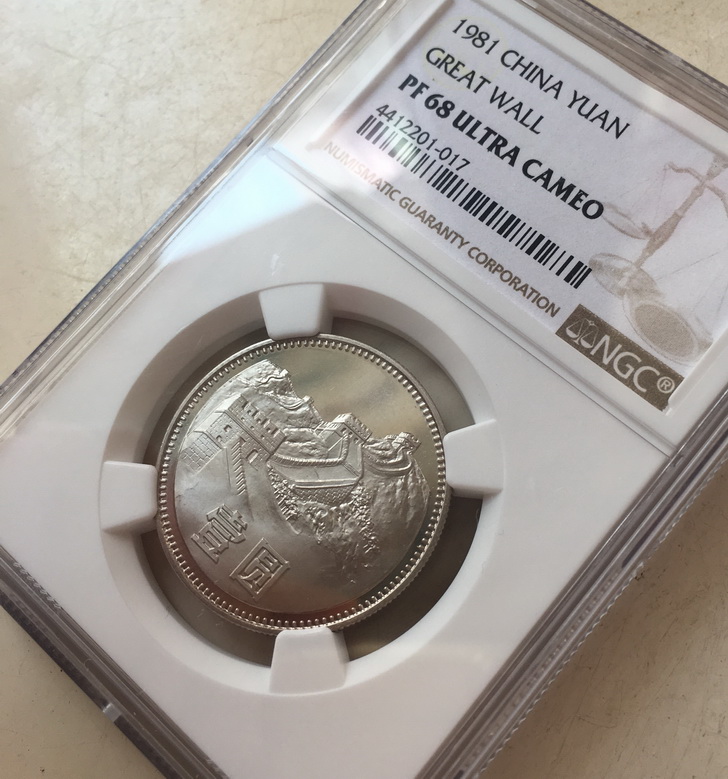 1981 CHINA YUAN
GREAT WALL
PF 68 ULTRA CAMEO
4412201-017
NUMISMATIC GUARANTY CORPORATION
NGC®
壹圆